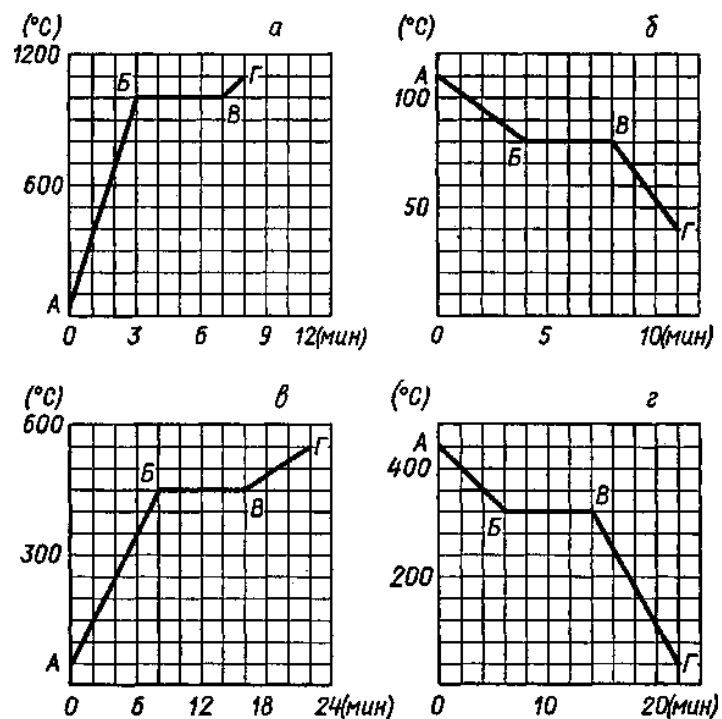 (°C) а
1200
600
А Б В Г
0 3 6 9 12(мин)
(°C) б
100
50
А Б В Г
0 5 10(мин)
(°C) в
600
300
А Б В Г
0 6 12 18 24(мин)
(°C) г
400
200
А Б В Г
0 10 20(мин)